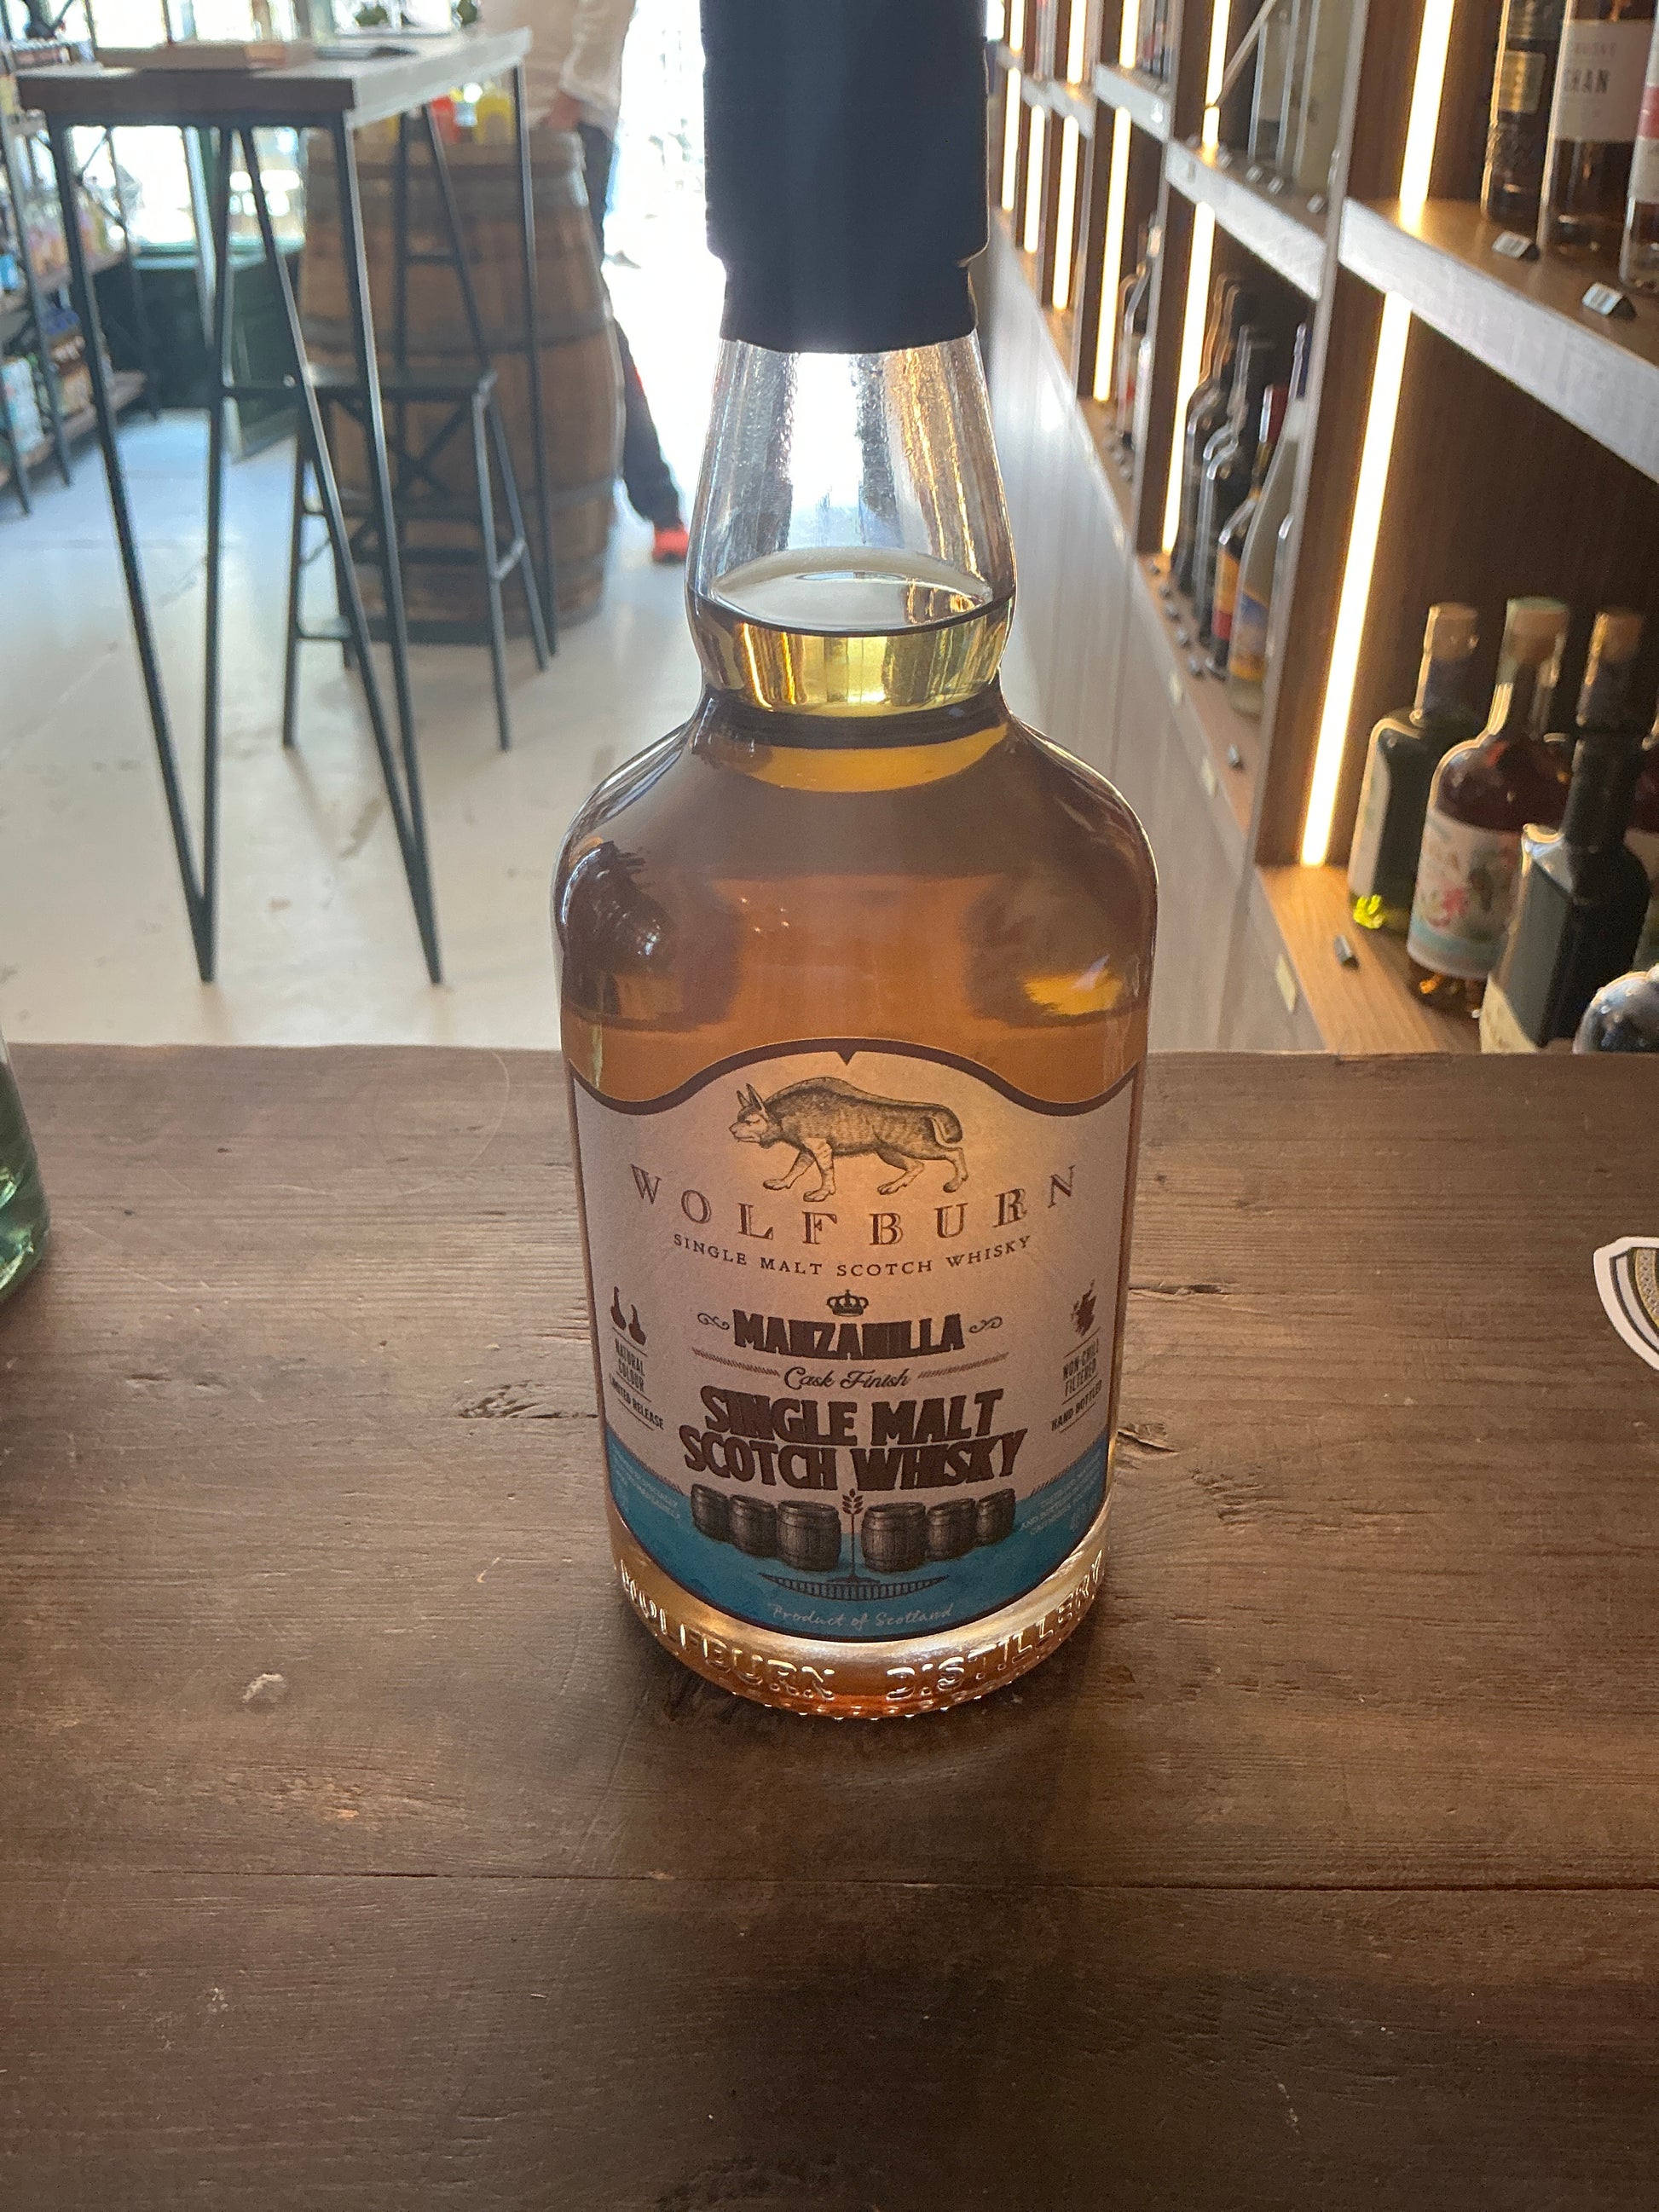 WOLFBURN
SINGLE MALT SCOTCH WHISKY
MANZANILLA
Cask Finish
SINGLE MALT
SCOTCH WHISKY
NATURAL
COLOUR
LIMITED RELEASE
NON-CHILL
FILTERED
HAND BOTTLED
Product of Scotland
WOLFBURN DISTILLERY